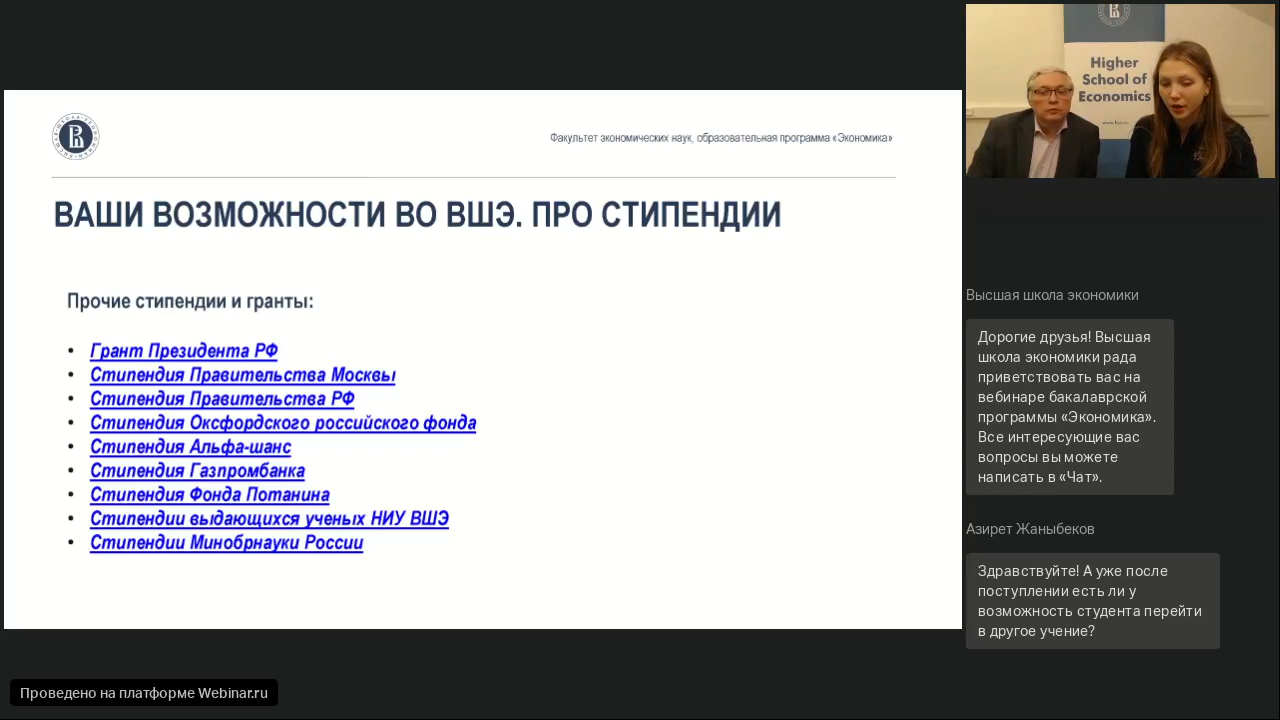 Факультет экономических наук, образовательная программа «Экономика»
ВАШИ ВОЗМОЖНОСТИ ВО ВШЭ. ПРО СТИПЕНДИИ
Прочие стипендии и гранты:
• Грант Президента РФ
• Стипендия Правительства Москвы
• Стипендия Правительства РФ
• Стипендия Оксфордского российского фонда
• Стипендия Альфа-шанс
• Стипендия Газпромбанка
• Стипендия Фонда Потанина
• Стипендии выдающихся ученых НИУ ВШЭ
• Стипендии Минобрнауки России
Higher
School of
Economics
Высшая школа экономики
Дорогие друзья! Высшая
школа экономики рада
приветствовать вас на
вебинаре бакалаврской
программы «Экономика».
Все интересующие вас
вопросы вы можете
написать в «Чат».
Азирет Жаныбеков
Здравствуйте! А уже после
поступлении есть ли у
возможность студента перейти
в другое учение?
Проведено на платформе Webinar.ru